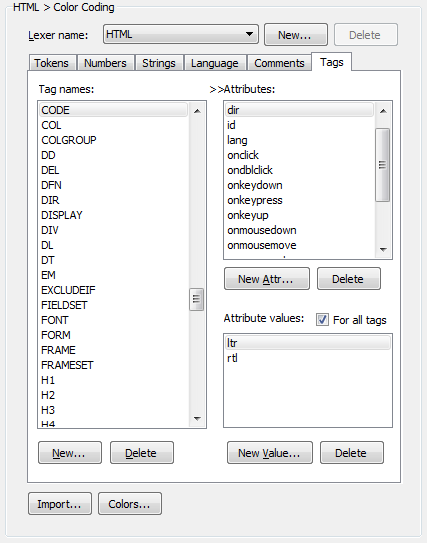 HTML > Color Coding
Lexer name: HTML New... Delete
Tokens Numbers Strings Language Comments Tags
Tag names:
CODE
COL
COLGROUP
DD
DEL
DFN
DIR
DISPLAY
DIV
DL
DT
EM
EXCLUDEIF
FIELDSET
FONT
FORM
FRAME
FRAMESET
H1
H2
H3
H4
New... Delete
>>Attributes:
dir
id
lang
onclick
ondblclick
onkeydown
onkeypress
onkeyup
onmousedown
onmousemove
New Attr... Delete
Attribute values: For all tags
ltr
rtl
New Value... Delete
Import... Colors...